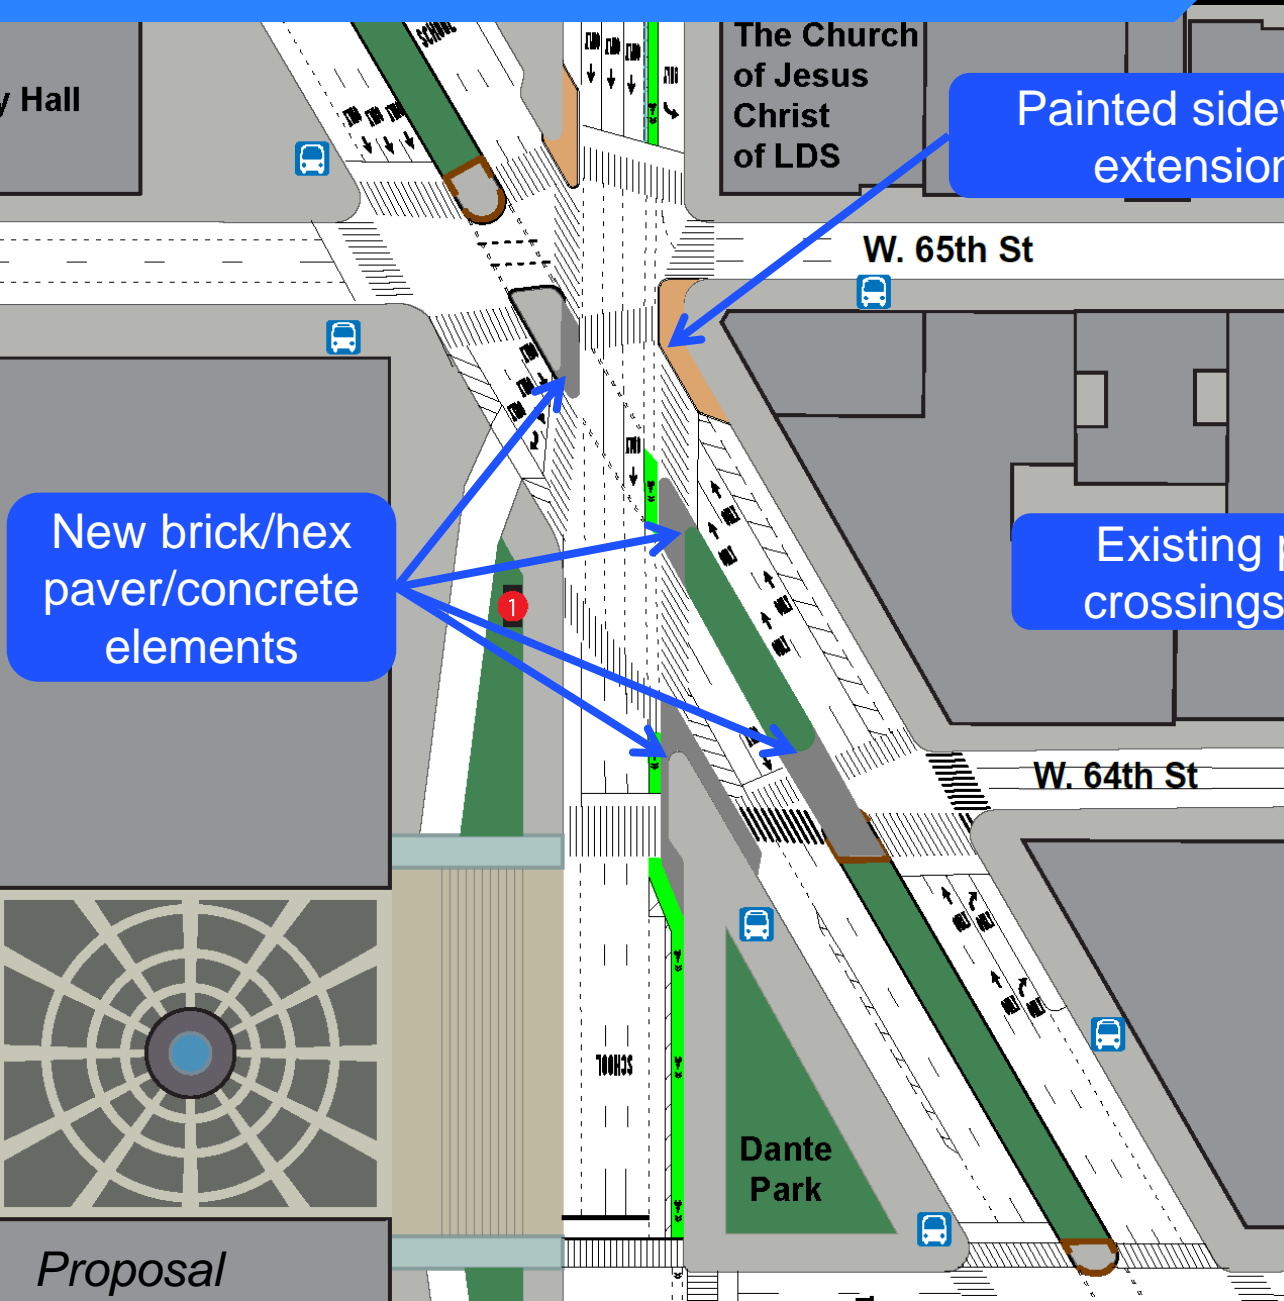 SCHOOL
The Church
of Jesus
Christ
of LDS
y Hall
Painted sidew
extension
W. 65th St
New brick/hex
paver/concrete
elements
Existing p
crossings
1
W. 64th St
SCHOOL
Dante
Park
Proposal